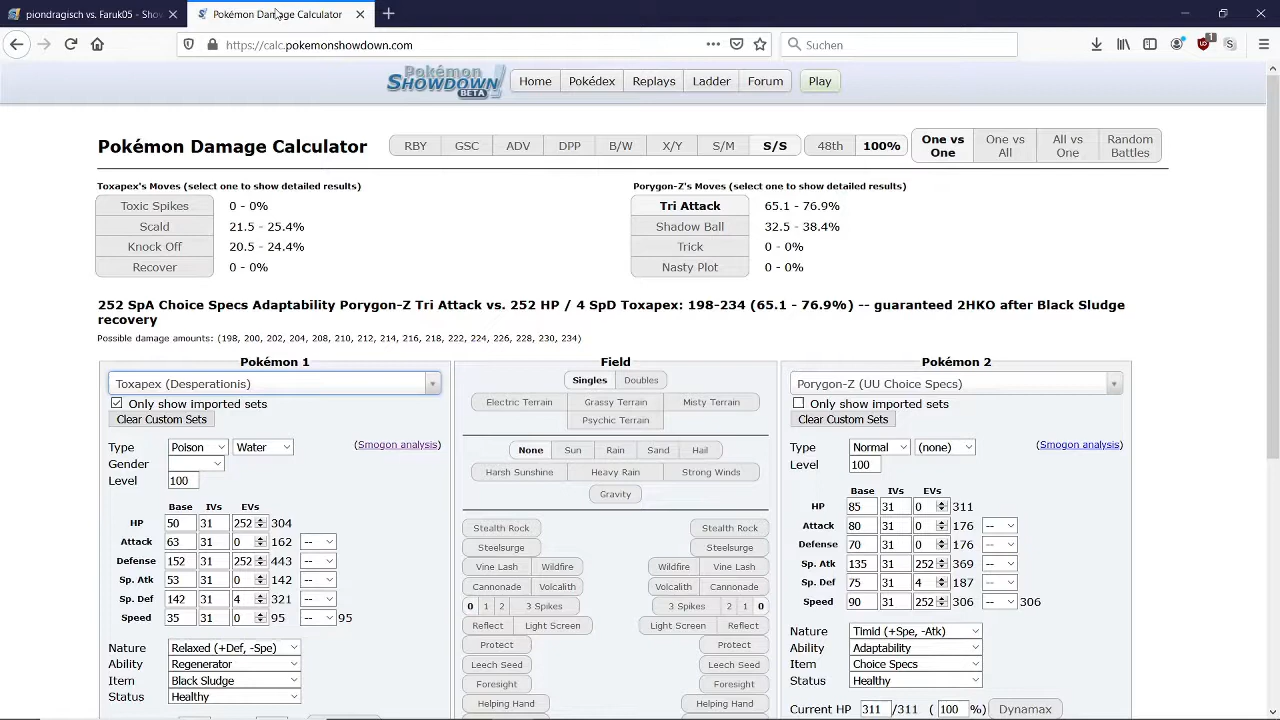 piondragisch vs. Faruk05 - Sho
Pokémon Damage Calculator
https://calc.pokemonshowdown.com
Suchen
1
Pokémon
SHOWDOWN!
BETA
Home Pokédex Replays Ladder Forum Play
Pokémon Damage Calculator
RBY GSC ADV DPP B/W X/Y S/M S/S 48th 100%
One vs One
One vs All
All vs One
Random Battles
Toxapex's Moves (select one to show detailed results)
Toxic Spikes 0 - 0%
Scald 21.5 - 25.4%
Knock Off 20.5 - 24.4%
Recover 0 - 0%
Porygon-Z's Moves (select one to show detailed results)
Tri Attack 65.1 - 76.9%
Shadow Ball 32.5 - 38.4%
Trick 0 - 0%
Nasty Plot 0 - 0%
252 SpA Choice Specs Adaptability Porygon-Z Tri Attack vs. 252 HP / 4 SpD Toxapex: 198-234 (65.1 - 76.9%) -- guaranteed 2HKO after Black Sludge
recovery
Possible damage amounts: (198, 200, 202, 204, 208, 210, 212, 214, 216, 218, 222, 224, 226, 228, 230, 234)
Pokémon 1
Toxapex (Desperationis)
Only show imported sets
Clear Custom Sets
Type Poison Water (Smogon analysis)
Gender
Level 100
Base IVs EVs
HP 50 31 252 304
Attack 63 31 0 162 --
Defense 152 31 252 443 --
Sp. Atk 53 31 0 142 --
Sp. Def 142 31 4 321 --
Speed 35 31 0 95 -- 95
Nature Relaxed (+Def, -Spe)
Ability Regenerator
Item Black Sludge
Status Healthy
Field
Singles Doubles
Electric Terrain Grassy Terrain Misty Terrain
Psychic Terrain
None Sun Rain Sand Hail
Harsh Sunshine Heavy Rain Strong Winds
Gravity
Stealth Rock Stealth Rock
Steelsurge Steelsurge
Vine Lash Wildfire Wildfire Vine Lash
Cannonade Volcalith Volcalith Cannonade
0 1 2 3 Spikes 3 Spikes 2 1 0
Reflect Light Screen Light Screen Reflect
Protect Protect
Leech Seed Leech Seed
Foresight Foresight
Helping Hand Helping Hand
Pokémon 2
Porygon-Z (UU Choice Specs)
Only show imported sets
Clear Custom Sets
Type Normal (none) (Smogon analysis)
Level 100
Base IVs EVs
HP 85 31 0 311
Attack 80 31 0 176 --
Defense 70 31 0 176 --
Sp. Atk 135 31 252 369 --
Sp. Def 75 31 4 187 --
Speed 90 31 252 306 -- 306
Nature Timid (+Spe, -Atk)
Ability Adaptability
Item Choice Specs
Status Healthy
Current HP 311 /311 ( 100 %) Dynamax